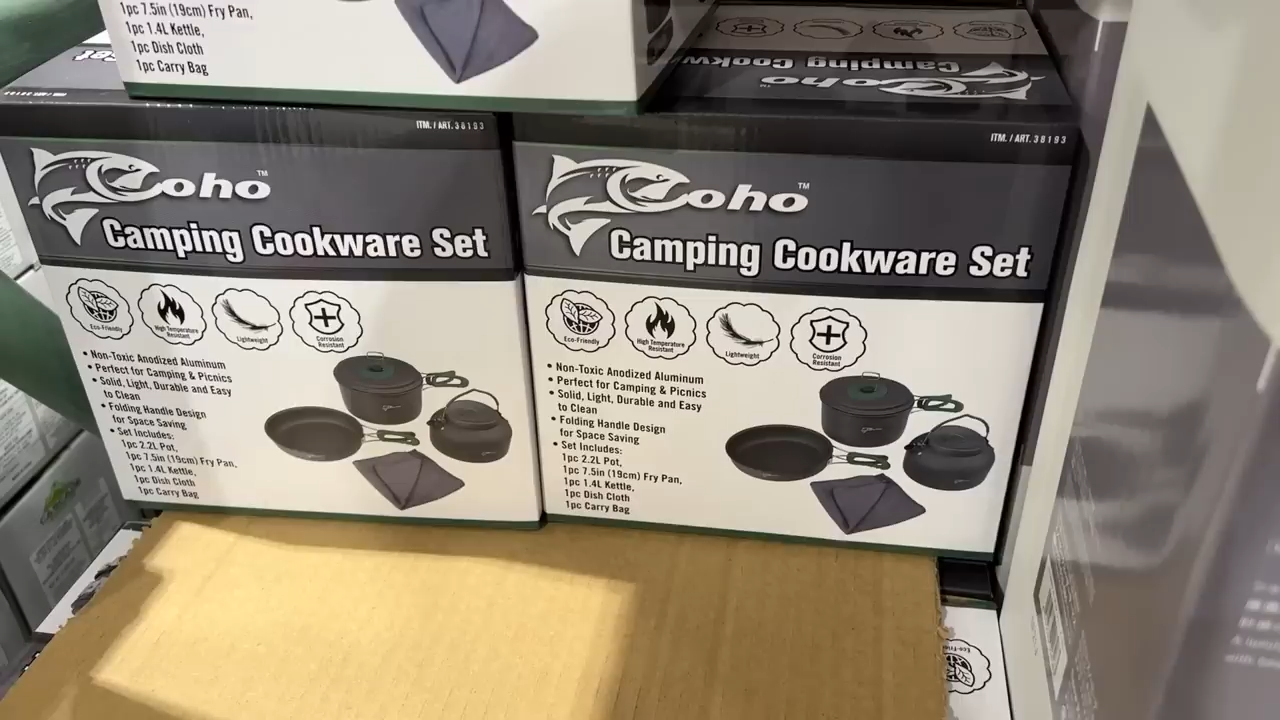 1pc 7.5in (19cm) Fry Pan,
1pc 1.4L Kettle,
1pc Dish Cloth
1pc Carry Bag
Coho
Camping Cookw
Set
ITM. / ART. 38193
Coho™
Camping Cookware Set
Eco-Friendly
High Temperature
Resistant
Lightweight
Corrosion
Resistant
• Non-Toxic Anodized Aluminum
• Perfect for Camping & Picnics
• Solid, Light, Durable and Easy
to Clean
• Folding Handle Design
for Space Saving
• Set Includes:
1pc 2.2L Pot,
1pc 7.5in (19cm) Fry Pan,
1pc 1.4L Kettle,
1pc Dish Cloth
1pc Carry Bag
ITM. / ART. 38193
Coho™
Camping Cookware Set
Eco-Friendly
High Temperature
Resistant
Lightweight
Corrosion
Resistant
• Non-Toxic Anodized Aluminum
• Perfect for Camping & Picnics
• Solid, Light, Durable and Easy
to Clean
• Folding Handle Design
for Space Saving
• Set Includes:
1pc 2.2L Pot,
1pc 7.5in (19cm) Fry Pan,
1pc 1.4L Kettle,
1pc Dish Cloth
1pc Carry Bag